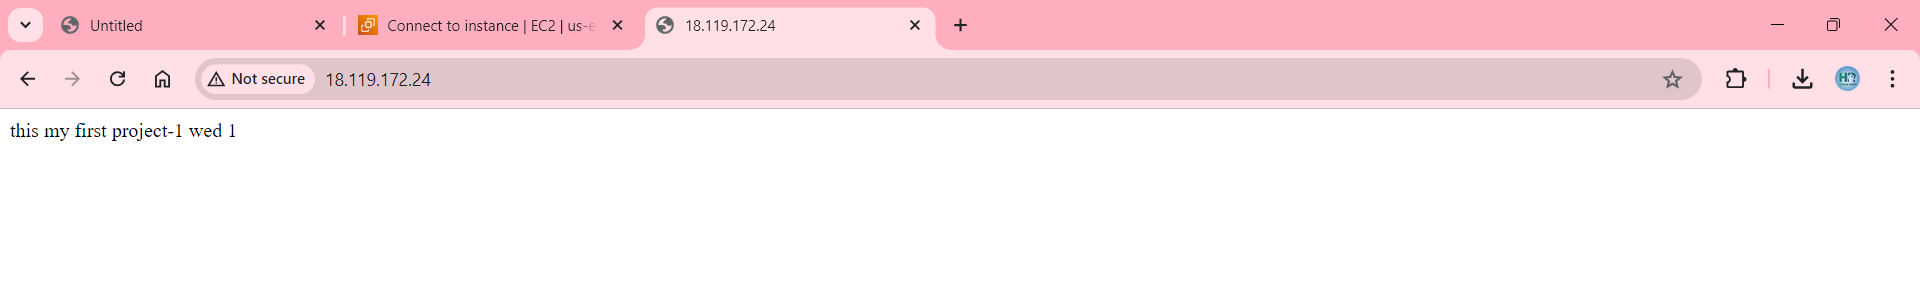 Untitled
Connect to instance | EC2 | us-e
18.119.172.24
Not secure
18.119.172.24
HR
this my first project-1 wed 1